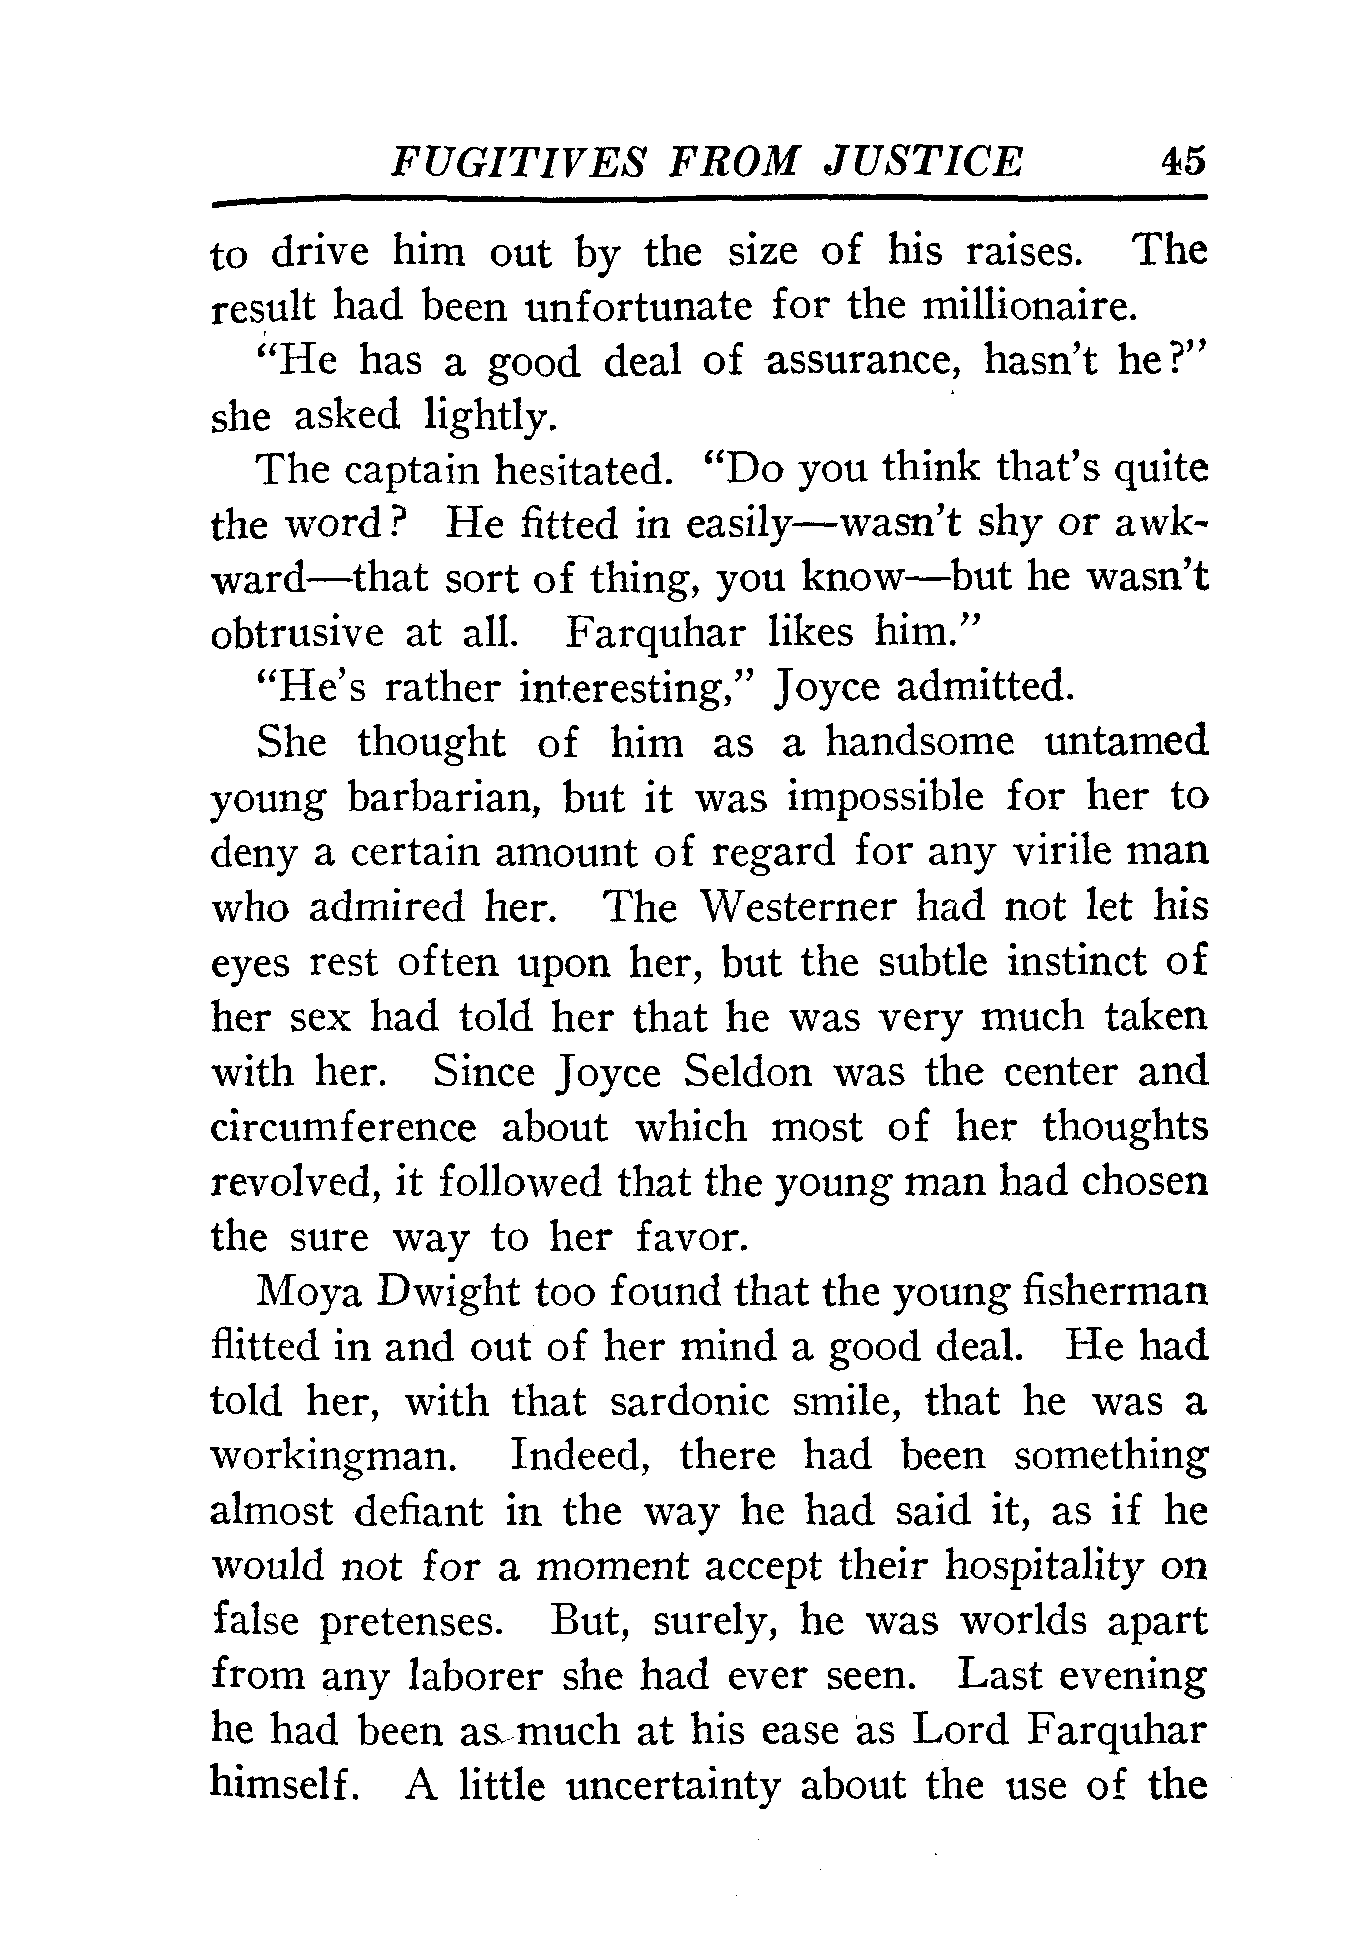 FUGITIVES FROM JUSTICE 45
to drive him out by the size of his raises. The
result had been unfortunate for the millionaire.
“He has a good deal of assurance, hasn’t he?”
she asked lightly.
The captain hesitated. “Do you think that’s quite
the word? He fitted in easily—wasn’t shy or awk-
ward—that sort of thing, you know—but he wasn’t
obtrusive at all. Farquhar likes him.”
“He’s rather interesting,” Joyce admitted.
She thought of him as a handsome untamed
young barbarian, but it was impossible for her to
deny a certain amount of regard for any virile man
who admired her. The Westerner had not let his
eyes rest often upon her, but the subtle instinct of
her sex had told her that he was very much taken
with her. Since Joyce Seldon was the center and
circumference about which most of her thoughts
revolved, it followed that the young man had chosen
the sure way to her favor.
Moya Dwight too found that the young fisherman
flitted in and out of her mind a good deal. He had
told her, with that sardonic smile, that he was a
workingman. Indeed, there had been something
almost defiant in the way he had said it, as if he
would not for a moment accept their hospitality on
false pretenses. But, surely, he was worlds apart
from any laborer she had ever seen. Last evening
he had been as much at his ease as Lord Farquhar
himself. A little uncertainty about the use of the